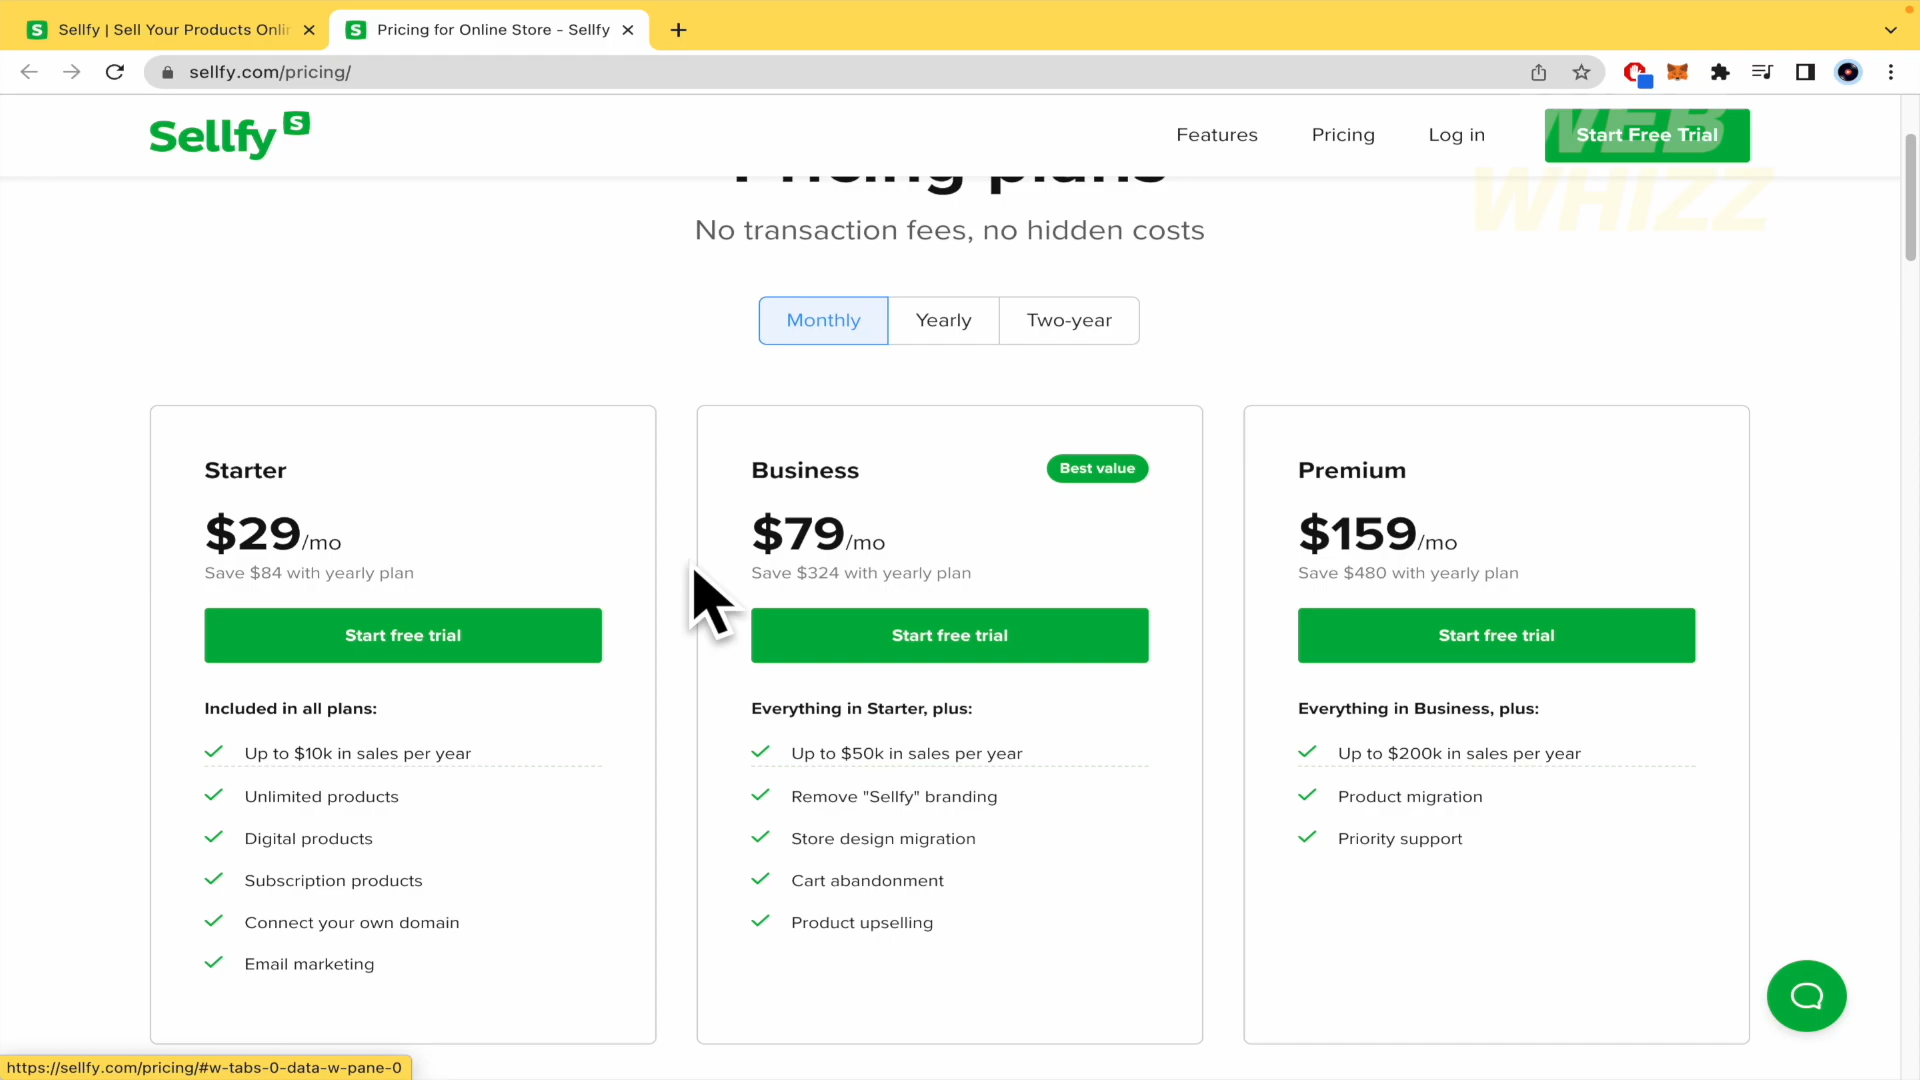 Sellfy | Sell Your Products Onli
Pricing for Online Store - Sellfy
sellfy.com/pricing/
Sellfy S
Features
Pricing
Log in
Start Free Trial
WEB
WHIZZ
Pricing plans
No transaction fees, no hidden costs
Monthly
Yearly
Two-year
Starter
$29/mo
Save $84 with yearly plan
Start free trial
Included in all plans:
Up to $10k in sales per year
Unlimited products
Digital products
Subscription products
Connect your own domain
Email marketing
Business
Best value
$79/mo
Save $324 with yearly plan
Start free trial
Everything in Starter, plus:
Up to $50k in sales per year
Remove "Sellfy" branding
Store design migration
Cart abandonment
Product upselling
Premium
$159/mo
Save $480 with yearly plan
Start free trial
Everything in Business, plus:
Up to $200k in sales per year
Product migration
Priority support
https://sellfy.com/pricing/#w-tabs-0-data-w-pane-0